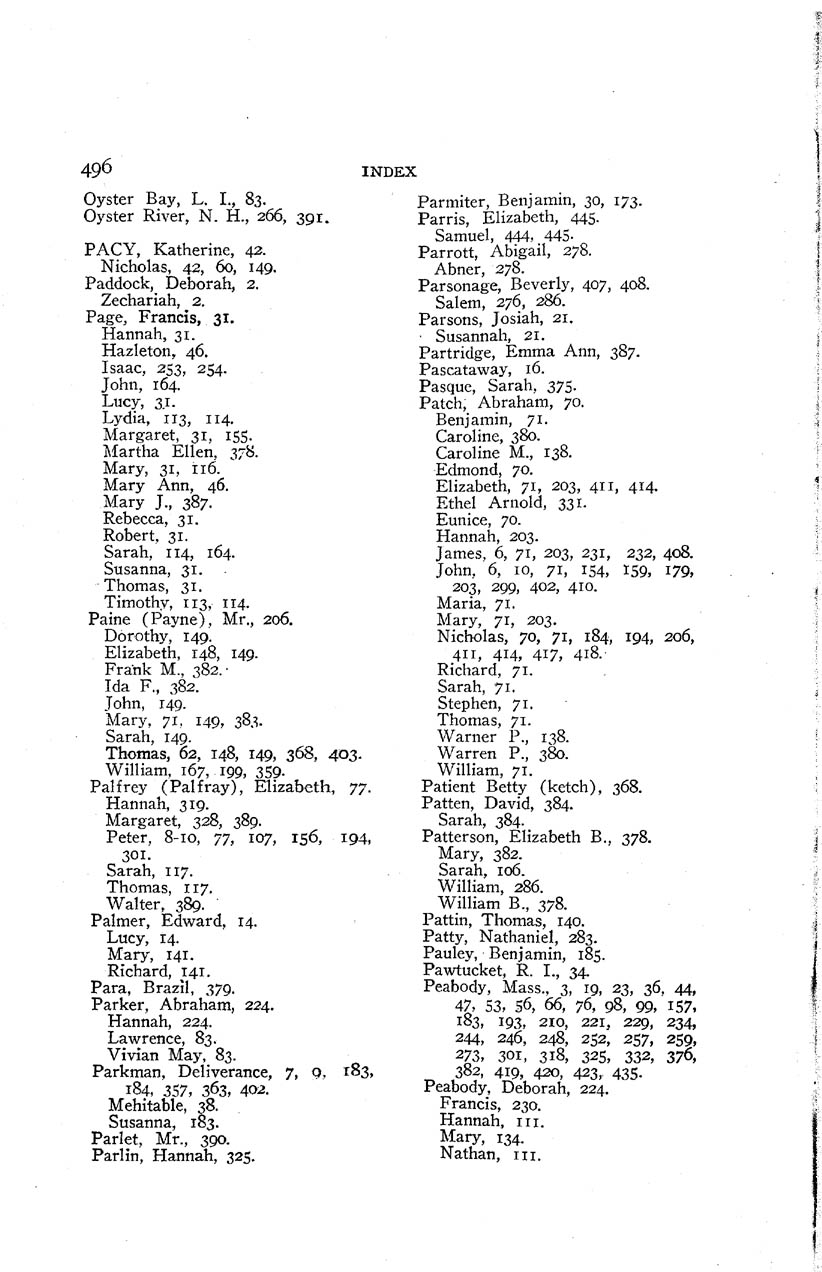 496
INDEX
Oyster Bay, L. I., 83.
Oyster River, N. H., 266, 391.
PACY, Katherine, 42.
Nicholas, 42, 60, 149.
Paddock, Deborah, 2.
Zechariah, 2.
Page, Francis, 31.
Hannah, 31.
Hazleton, 46.
Isaac, 253, 254.
John, 164.
Lucy, 31.
Lydia, 113, 114.
Margaret, 31, 155.
Martha Ellen, 378.
Mary, 31, 116.
Mary Ann, 46.
Mary J., 387.
Rebecca, 31.
Robert, 31.
Sarah, 114, 164.
Susanna, 31.
Thomas, 31.
Timothy, 113, 114.
Paine (Payne), Mr., 206.
Dorothy, 149.
Elizabeth, 148, 149.
Frank M., 382.
Ida F., 382.
John, 149.
Mary, 71, 149, 383.
Sarah, 149.
Thomas, 62, 148, 149, 368, 403.
William, 167, 199, 359.
Palfrey (Palfray), Elizabeth, 77.
Hannah, 319.
Margaret, 328, 389.
Peter, 8-10, 77, 107, 156, 194,
301.
Sarah, 117.
Thomas, 117.
Walter, 389.
Palmer, Edward, 14.
Lucy, 14.
Mary, 141.
Richard, 141.
Para, Brazil, 379.
Parker, Abraham, 224.
Hannah, 224.
Lawrence, 83.
Vivian May, 83.
Parkman, Deliverance, 7, 9, 183,
184, 357, 363, 402.
Mehitable, 38.
Susanna, 183.
Parlet, Mr., 390.
Parlin, Hannah, 325.
Parmiter, Benjamin, 30, 173.
Parris, Elizabeth, 445.
Samuel, 444, 445.
Parrott, Abigail, 278.
Abner, 278.
Parsonage, Beverly, 407, 408.
Salem, 276, 286.
Parsons, Josiah, 21.
Susannah, 21.
Partridge, Emma Ann, 387.
Pascataway, 16.
Pasque, Sarah, 375.
Patch, Abraham, 70.
Benjamin, 71.
Caroline, 380.
Caroline M., 138.
Edmond, 70.
Elizabeth, 71, 203, 411, 414.
Ethel Arnold, 331.
Eunice, 70.
Hannah, 203.
James, 6, 71, 203, 231, 232, 408.
John, 6, 10, 71, 154, 159, 179,
203, 299, 402, 410.
Maria, 71.
Mary, 71, 203.
Nicholas, 70, 71, 184, 194, 206,
411, 414, 417, 418.
Richard, 71.
Sarah, 71.
Stephen, 71.
Thomas, 71.
Warner P., 138.
Warren P., 380.
William, 71.
Patient Betty (ketch), 368.
Patten, David, 384.
Sarah, 384.
Patterson, Elizabeth B., 378.
Mary, 382.
Sarah, 106.
William, 286.
William B., 378.
Pattin, Thomas, 140.
Patty, Nathaniel, 283.
Pauley, Benjamin, 185.
Pawtucket, R. I., 34.
Peabody, Mass., 3, 19, 23, 36, 44,
47, 53, 56, 66, 76, 98, 99, 157,
183, 193, 210, 221, 229, 234,
244, 246, 248, 252, 257, 259,
273, 301, 318, 325, 332, 376,
382, 419, 420, 423, 435.
Peabody, Deborah, 224.
Francis, 230.
Hannah, 111.
Mary, 134.
Nathan, 111.